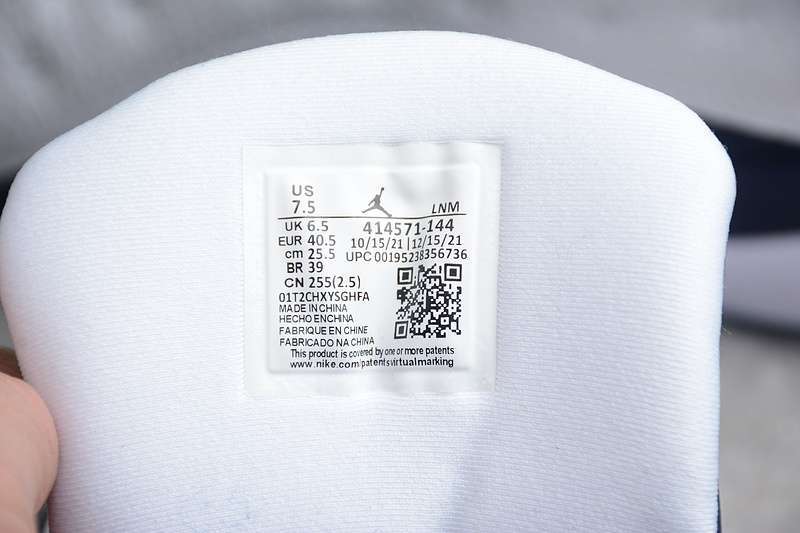 US
7.5 LNM
UK 6.5 414571-144
EUR 40.5 10/15/21 | 12/15/21
cm 25.5 UPC 00195238356736
BR 39
CN 255(2.5)
01T2CHXYSGHFA
MADE IN CHINA
HECHO EN CHINA
FABRIQUE EN CHINE
FABRICADO NA CHINA
This product is covered by one or more patents
www.nike.com/patentsvirtualmarking